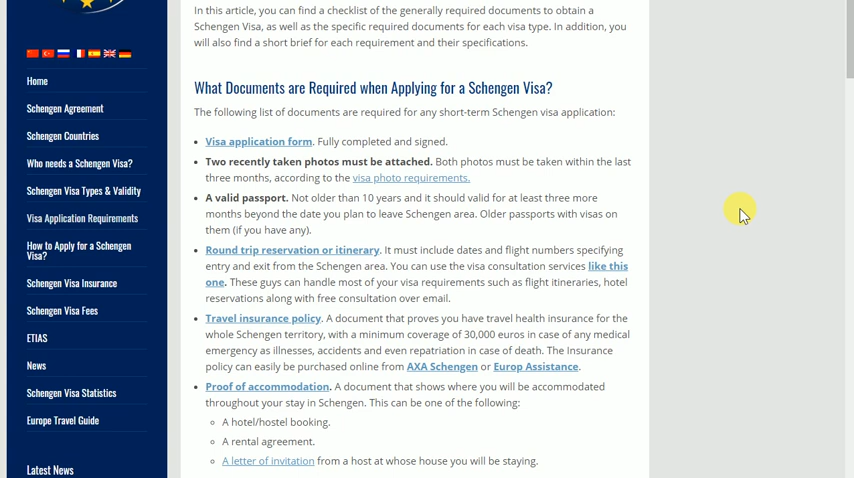 In this article, you can find a checklist of the generally required documents to obtain a
Schengen Visa, as well as the specific required documents for each visa type. In addition, you
will also find a short brief for each requirement and their specifications.
Home
Schengen Agreement
Schengen Countries
Who needs a Schengen Visa?
Schengen Visa Types & Validity
Visa Application Requirements
How to Apply for a Schengen
Visa?
Schengen Visa Insurance
Schengen Visa Fees
ETIAS
News
Schengen Visa Statistics
Europe Travel Guide
Latest News
What Documents are Required when Applying for a Schengen Visa?
The following list of documents are required for any short-term Schengen visa application:
Visa application form. Fully completed and signed.
Two recently taken photos must be attached. Both photos must be taken within the last
three months, according to the visa photo requirements.
A valid passport. Not older than 10 years and it should valid for at least three more
months beyond the date you plan to leave Schengen area. Older passports with visas on
them (if you have any).
Round trip reservation or itinerary. It must include dates and flight numbers specifying
entry and exit from the Schengen area. You can use the visa consultation services like this
one. These guys can handle most of your visa requirements such as flight itineraries, hotel
reservations along with free consultation over email.
Travel insurance policy. A document that proves you have travel health insurance for the
whole Schengen territory, with a minimum coverage of 30,000 euros in case of any medical
emergency as illnesses, accidents and even repatriation in case of death. The Insurance
policy can easily be purchased online from AXA Schengen or Europ Assistance.
Proof of accommodation. A document that shows where you will be accommodated
throughout your stay in Schengen. This can be one of the following:
A hotel/hostel booking.
A rental agreement.
A letter of invitation from a host at whose house you will be staying.